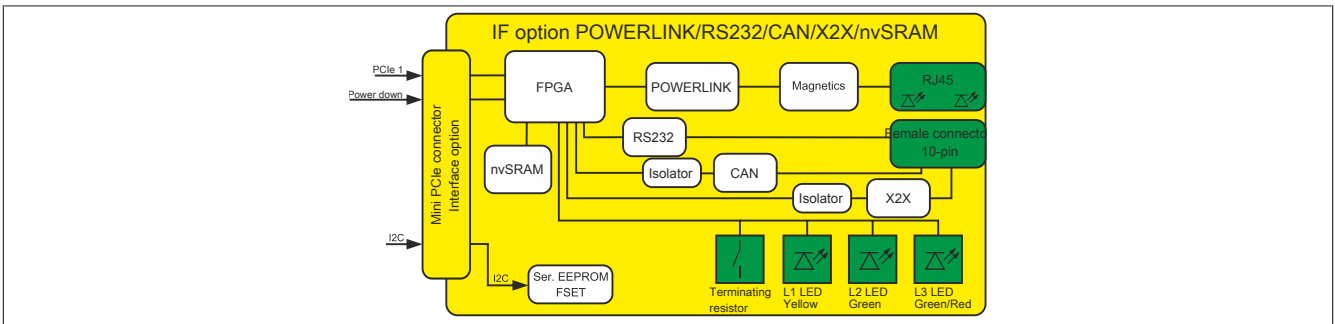 IF option POWERLINK/RS232/CAN/X2X/nvSRAM
PCIe 1
Power down
I2C
Mini PCIe connector
Interface option
FPGA
POWERLINK
Magnetics
RJ45
RS232
Female connector
10-pin
nvSRAM
Isolator
CAN
Isolator
X2X
I2C
Ser. EEPROM
FSET
Terminating
resistor
L1 LED
Yellow
L2 LED
Green
L3 LED
Green/Red